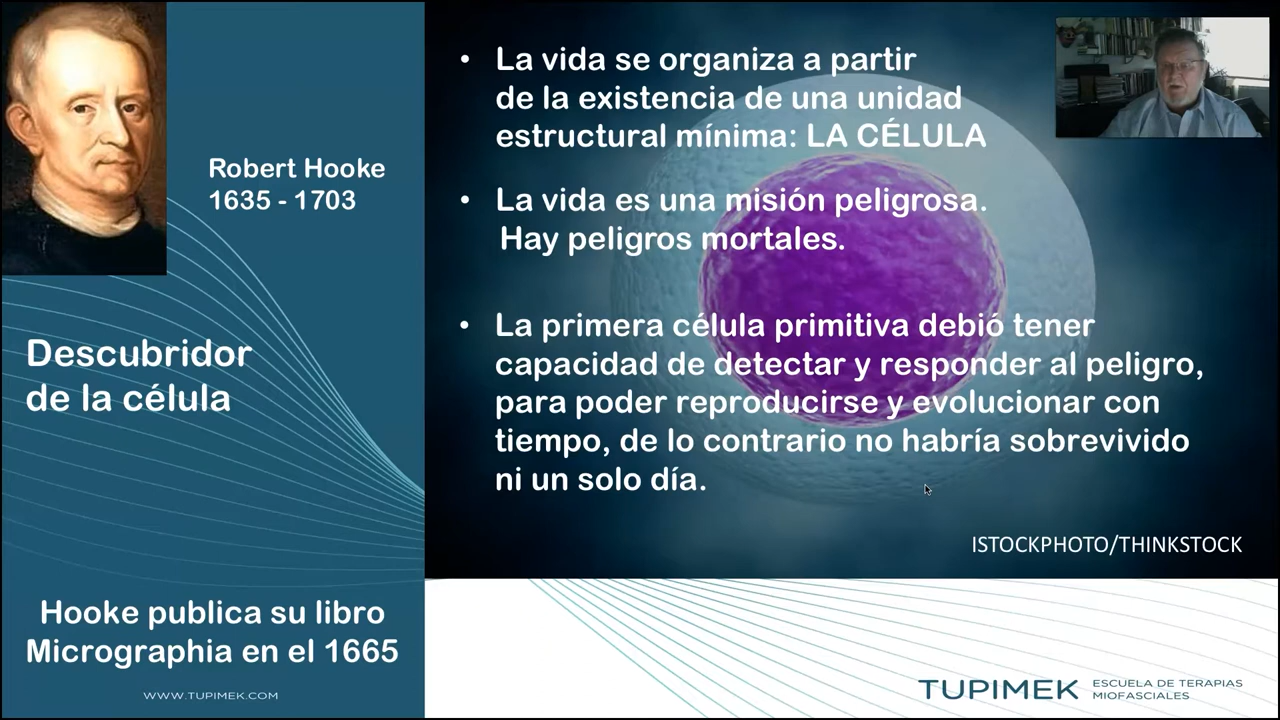 Robert Hooke
1635 - 1703
Descubridor
de la célula
Hooke publica su libro
Micrographia en el 1665
WWW.TUPIMEK.COM
• La vida se organiza a partir
de la existencia de una unidad
estructural mínima: LA CÉLULA
• La vida es una misión peligrosa.
Hay peligros mortales.
• La primera célula primitiva debió tener
capacidad de detectar y responder al peligro,
para poder reproducirse y evolucionar con
tiempo, de lo contrario no habría sobrevivido
ni un solo día.
ISTOCKPHOTO/THINKSTOCK
TUPIMEK
ESCUELA DE TERAPIAS
MIOFASCIALES